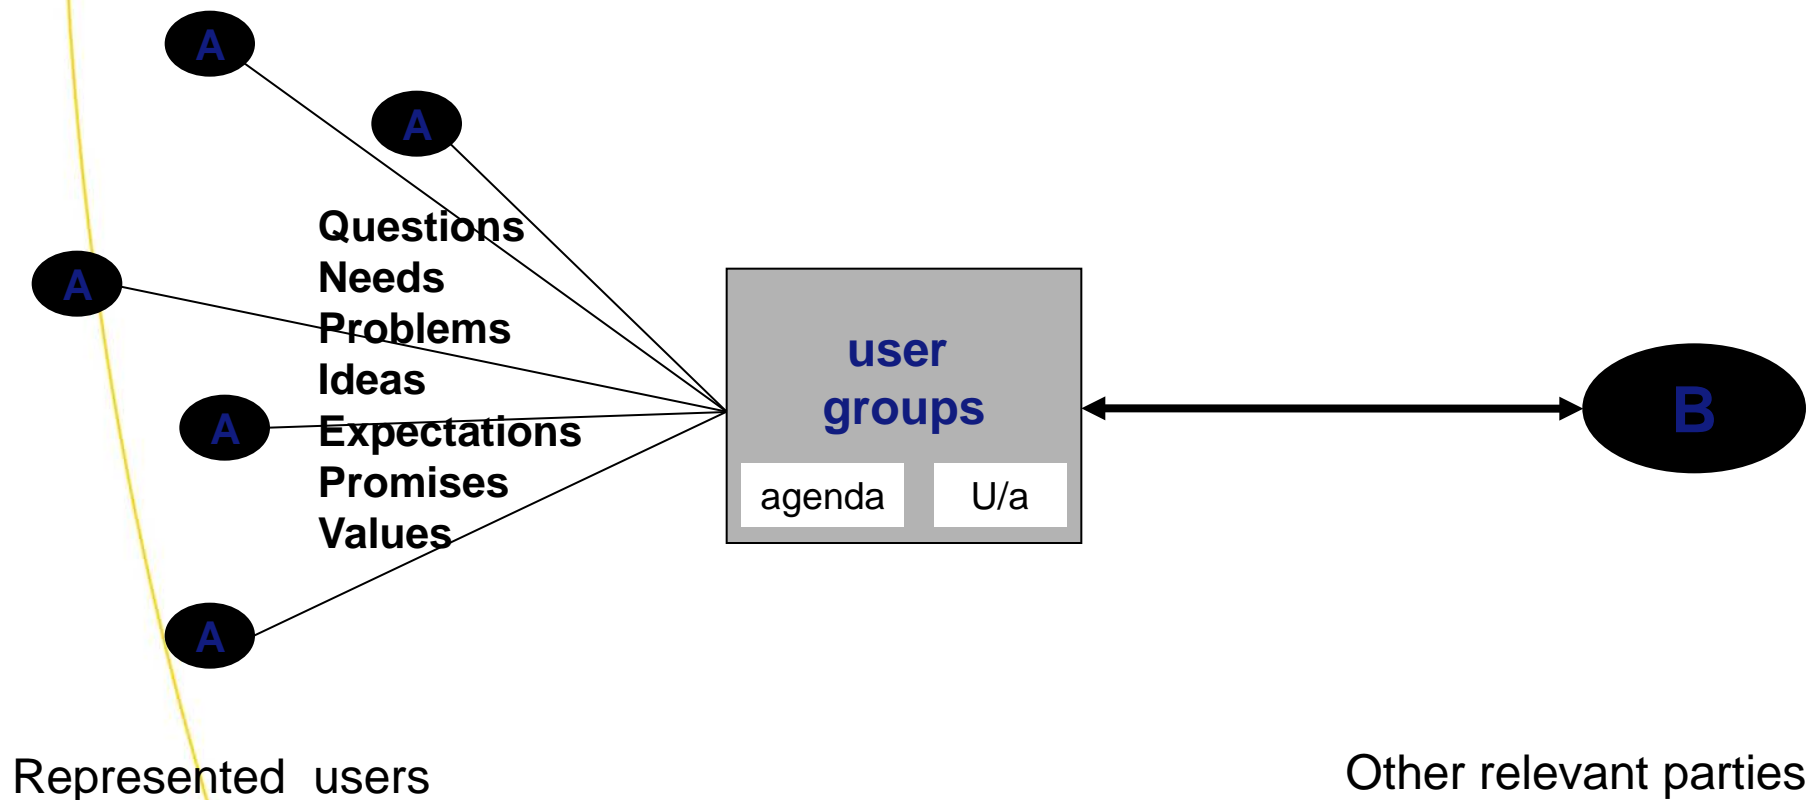 A
A
Questions
Needs
A
Problems
Ideas
A
Expectations
Promises
Values
A
user
groups
agenda
U/a
B
Represented users
Other relevant parties